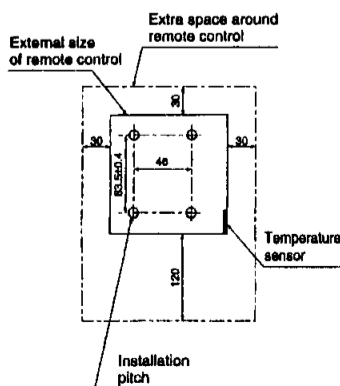 Extra space around
remote control
External size
of remote control
30
30
30
46
83.5±0.4
120
Temperature
sensor
Installation
pitch